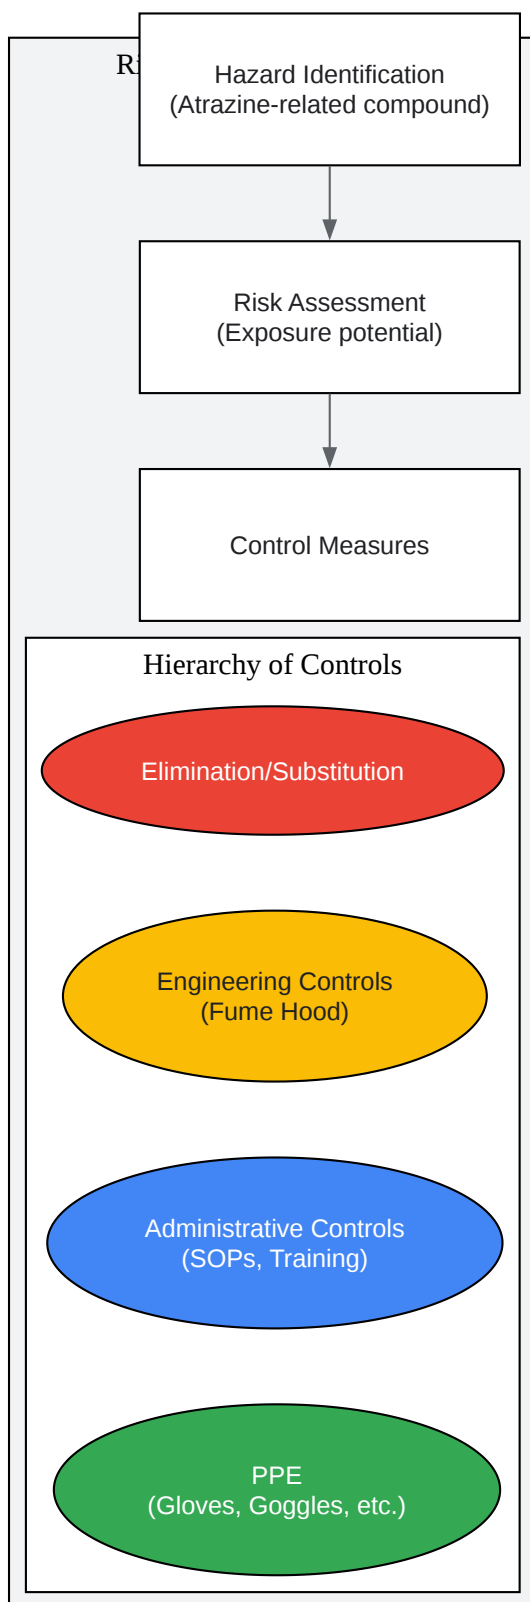 Hazard Identification
(Atrazine-related compound)
Risk Assessment
(Exposure potential)
Control Measures
Hierarchy of Controls
Elimination/Substitution
Engineering Controls
(Fume Hood)
Administrative Controls
(SOPs, Training)
PPE
(Gloves, Goggles, etc.)